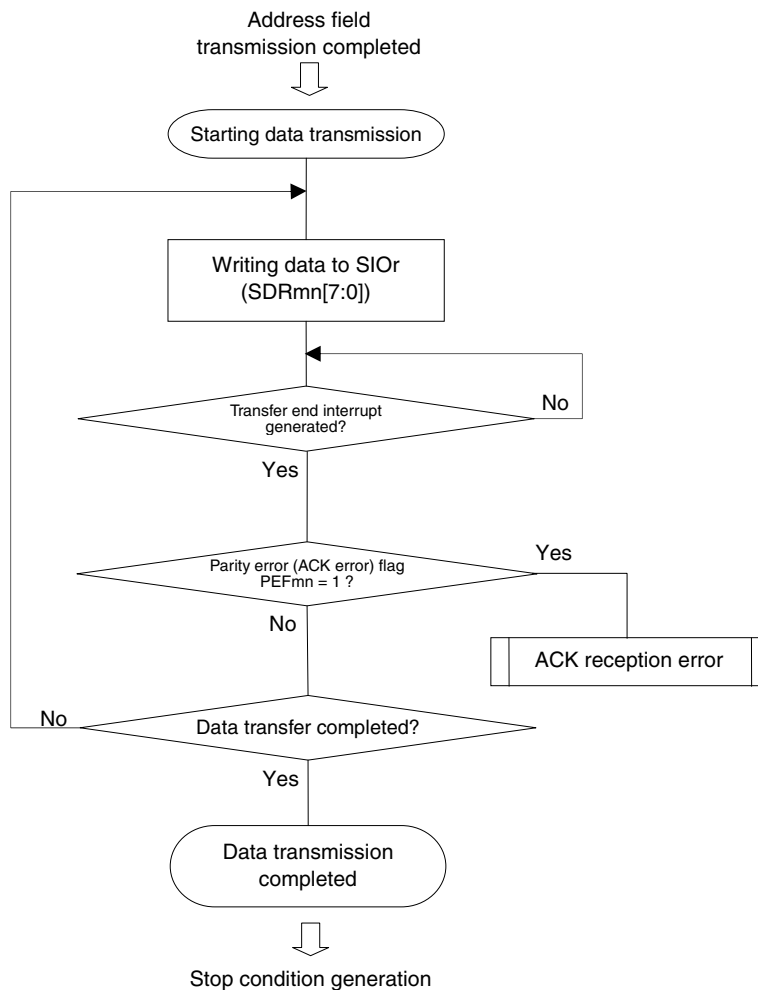 Address field
transmission completed
Starting data transmission
Writing data to SIOr
(SDRmn[7:0])
Transfer end interrupt
generated?
No
Yes
Parity error (ACK error) flag
PEFmn = 1 ?
Yes
No
ACK reception error
Data transfer completed?
No
Yes
Data transmission
completed
Stop condition generation